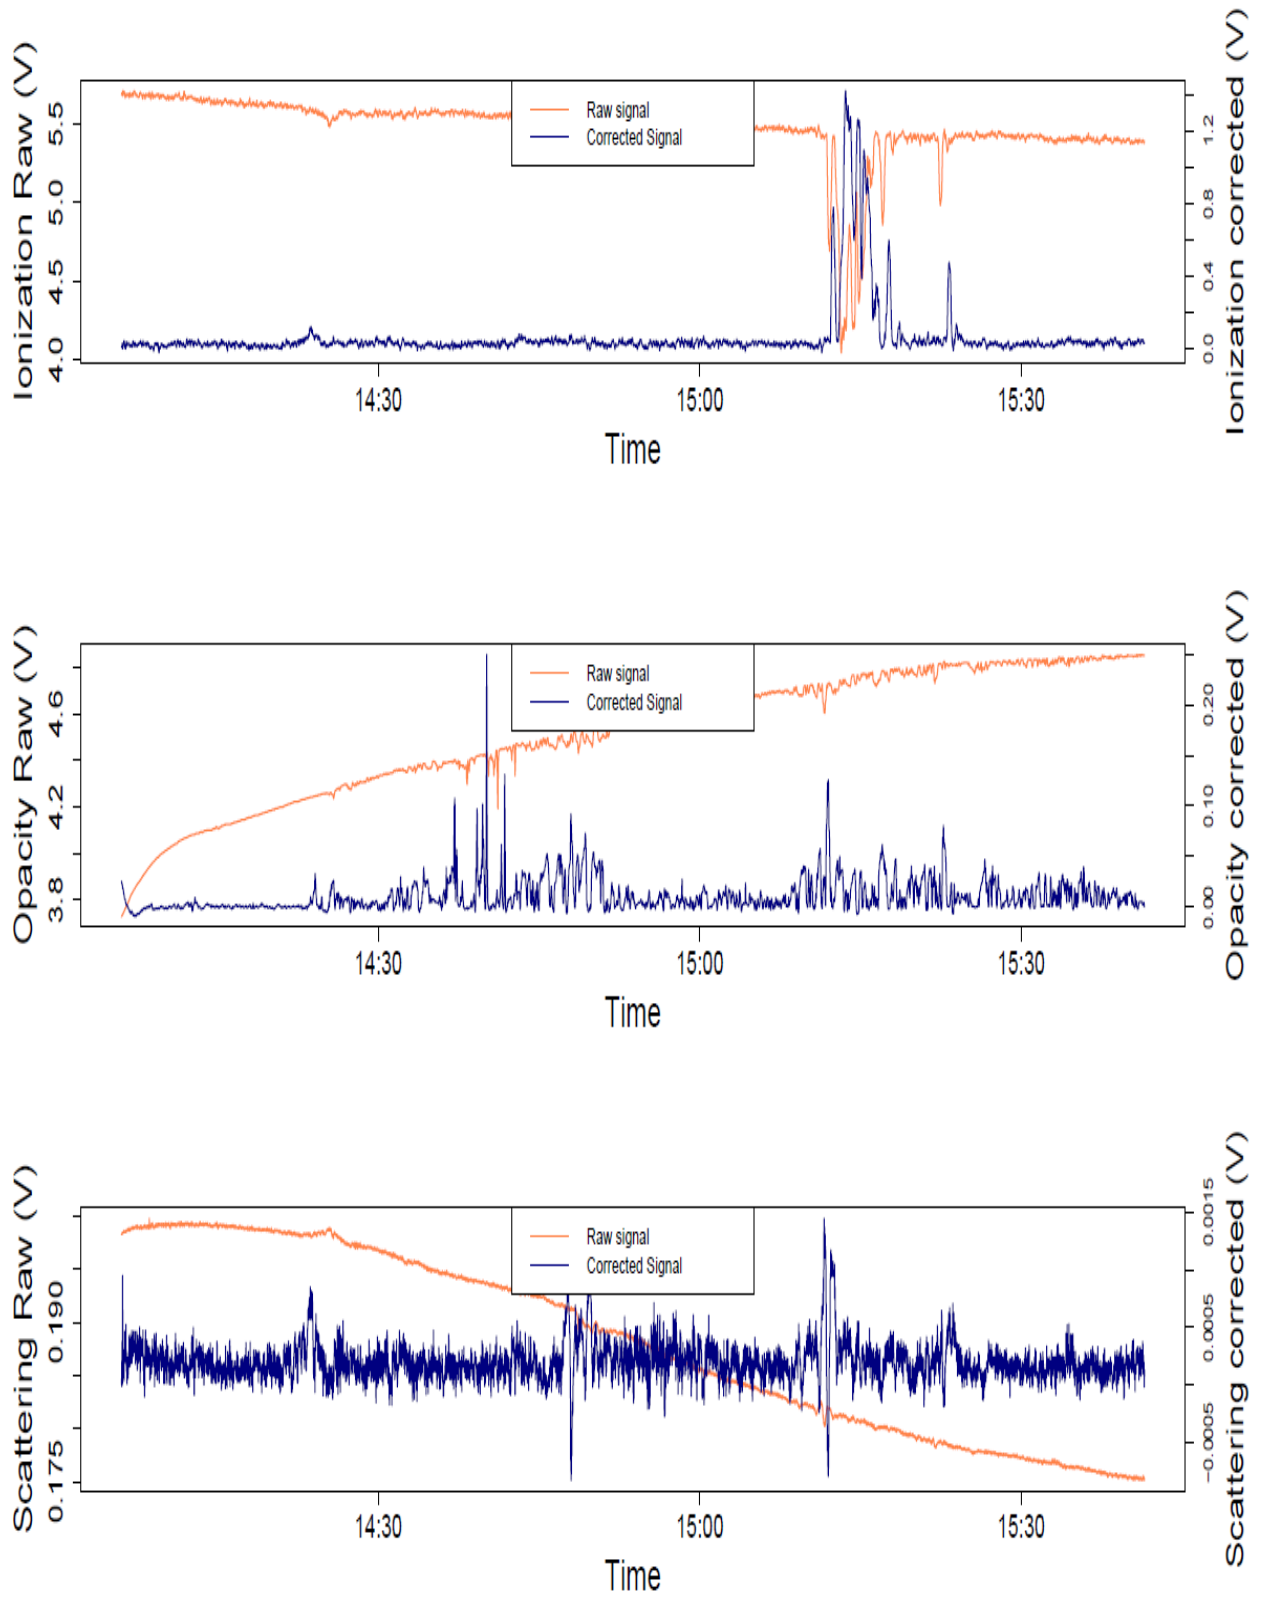 Ionization Raw (V)
5.5
5.0
4.5
4.0
Raw signal
Corrected Signal
1.2
0.8
0.4
0.0
Ionization corrected (V)
14:30
15:00
15:30
Time
Opacity Raw (V)
4.6
4.2
3.8
Raw signal
Corrected Signal
0.20
0.10
0.00
Opacity corrected (V)
14:30
15:00
15:30
Time
Scattering Raw (V)
0.190
0.175
Raw signal
Corrected Signal
0.0015
0.0005
−0.0005
Scattering corrected (V)
14:30
15:00
15:30
Time